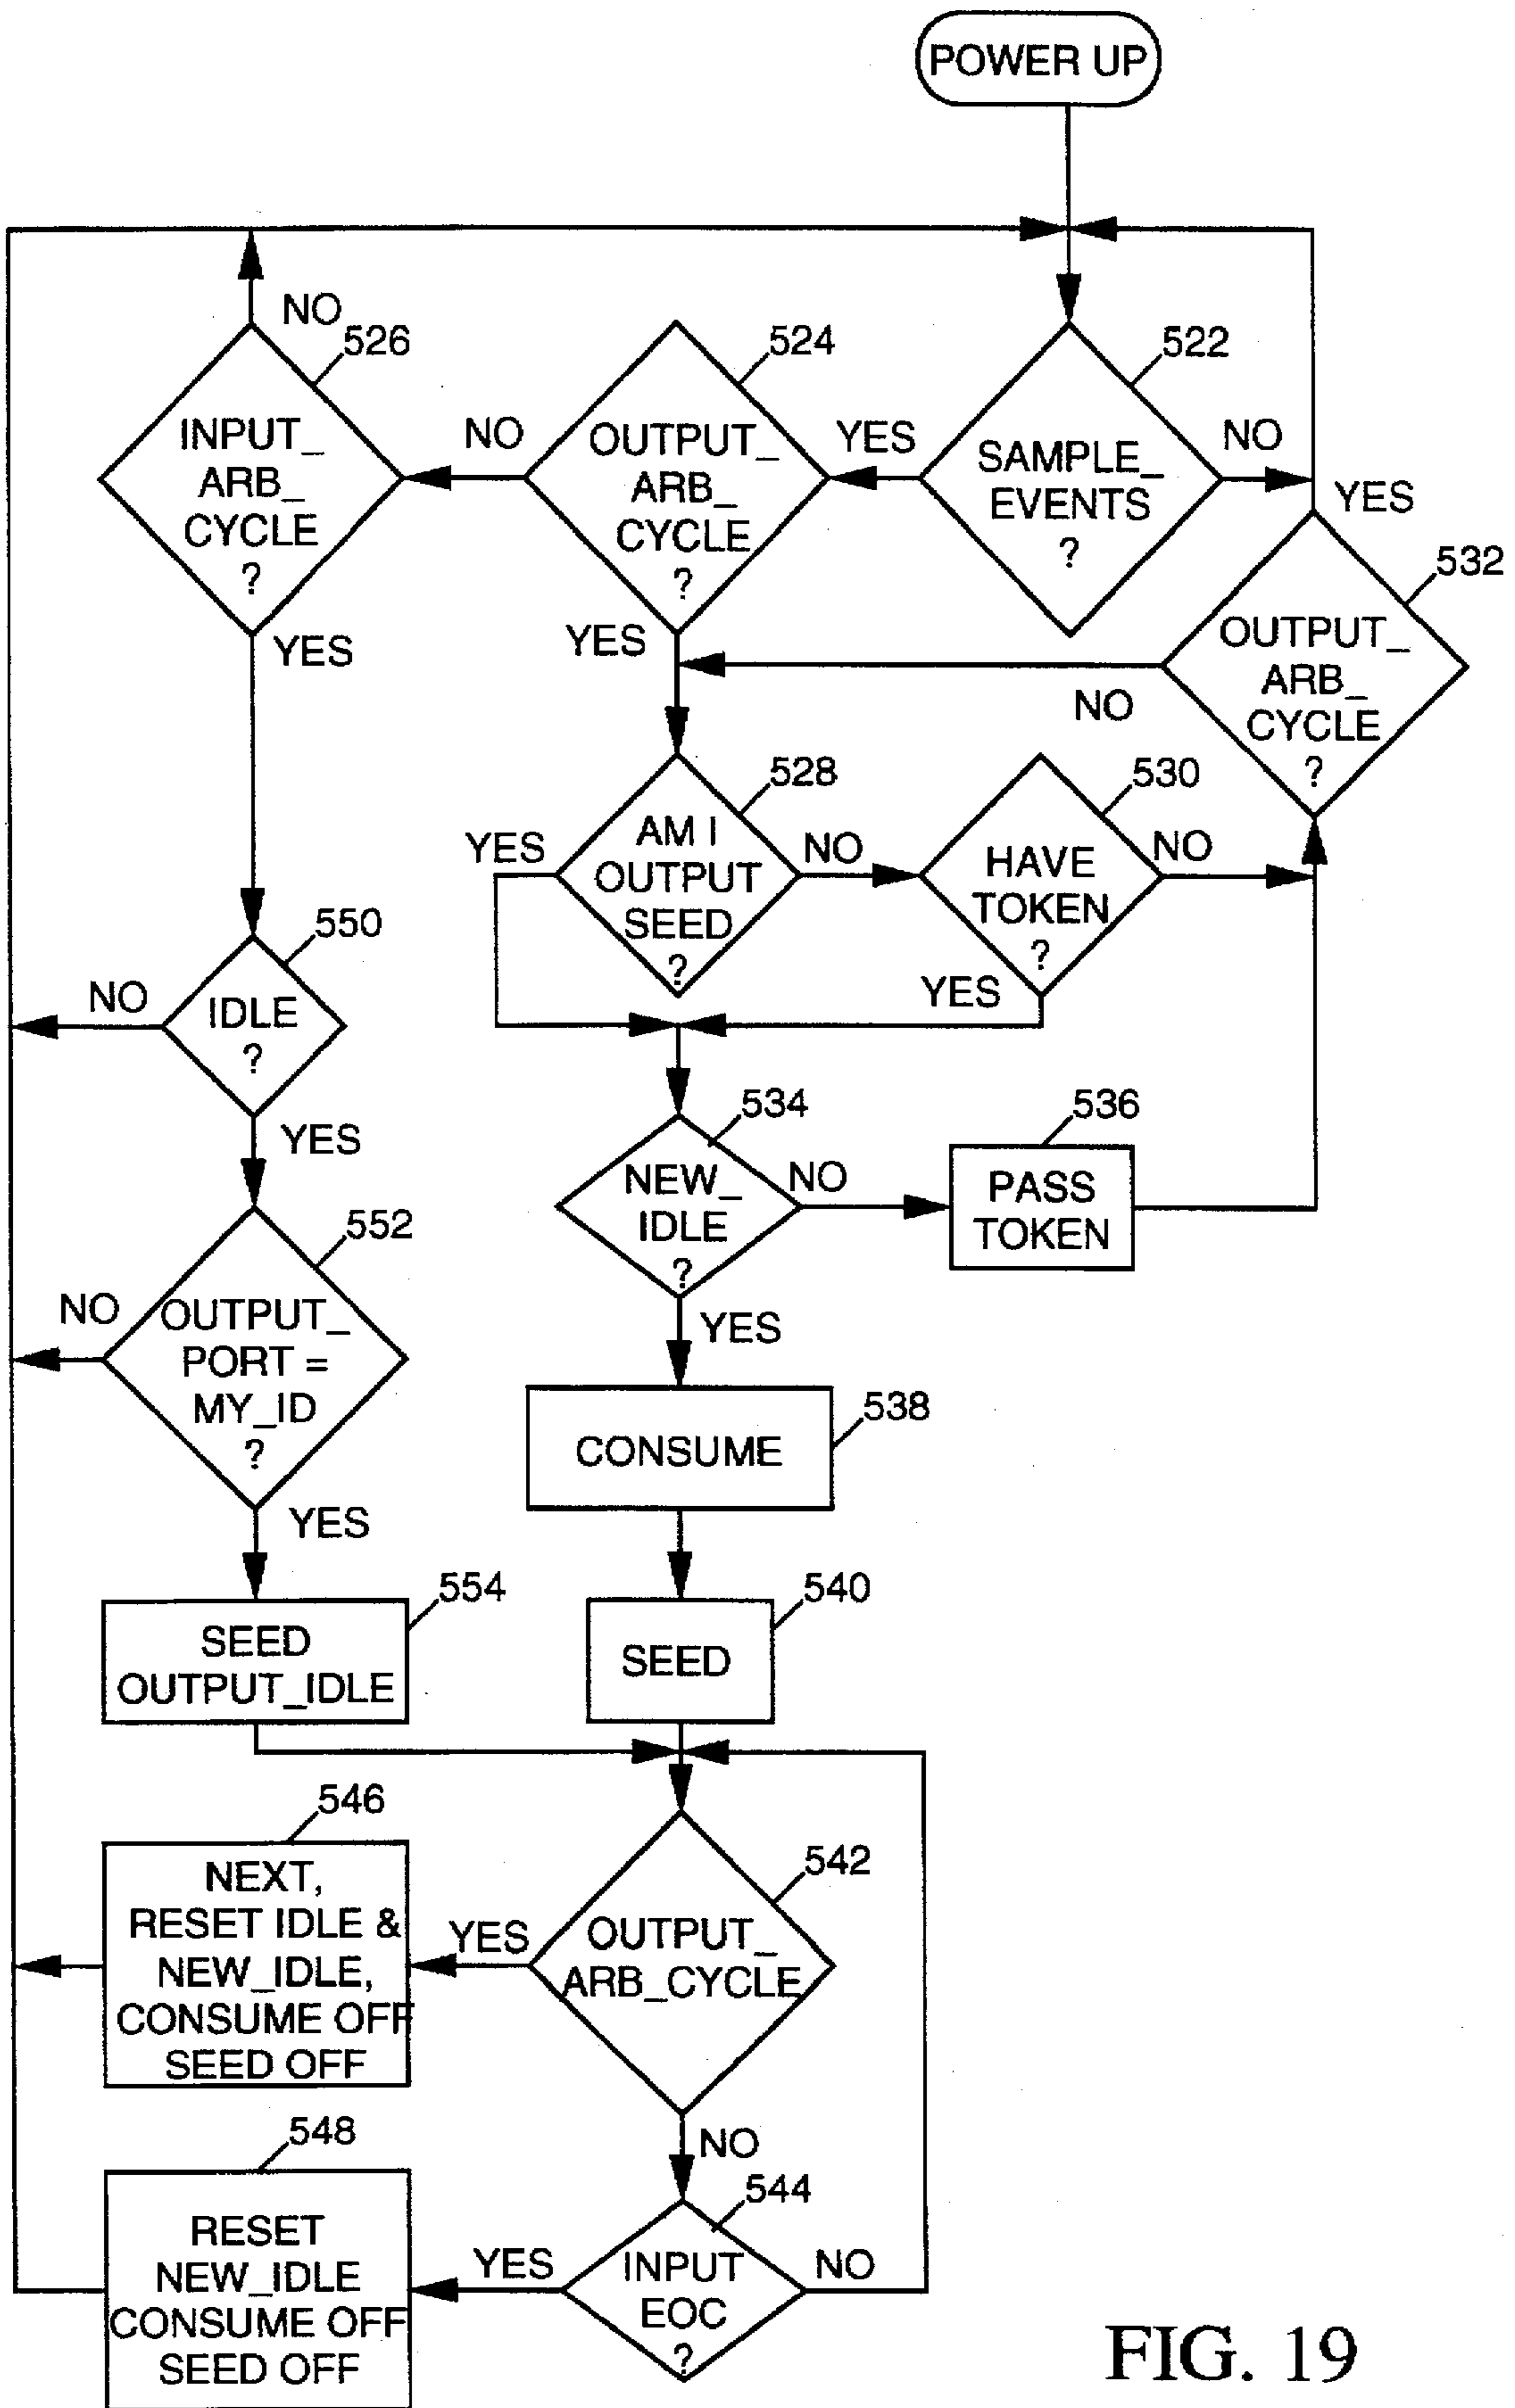 POWER UP
NO
526
524
522
INPUT_
ARB_
CYCLE
?
NO
OUTPUT_
ARB_
CYCLE
?
YES
SAMPLE_
EVENTS
?
NO
YES
532
OUTPUT_
ARB_
CYCLE
?
YES
YES
NO
528
530
YES
AM I
OUTPUT
SEED
?
NO
HAVE
TOKEN
?
NO
YES
550
NO
IDLE
?
YES
534
536
NEW_
IDLE
?
NO
PASS
TOKEN
552
NO
OUTPUT_
PORT =
MY_ID
?
YES
YES
538
CONSUME
554
540
SEED
OUTPUT_IDLE
SEED
546
542
NEXT,
RESET IDLE &
NEW_IDLE,
CONSUME OFF
SEED OFF
YES
OUTPUT_
ARB_CYCLE
NO
548
544
RESET
NEW_IDLE
CONSUME OFF
SEED OFF
YES
INPUT
EOC
?
NO
FIG. 19